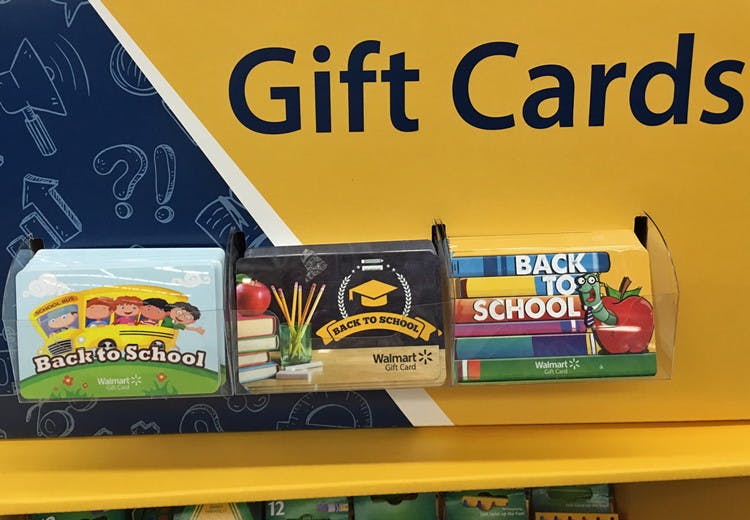 Gift Cards
SCHOOL BUS
Back to School
Walmart
Gift Card
BACK TO SCHOOL
Walmart
Gift Card
BACK
TO
SCHOOL
Walmart
Gift Card
12